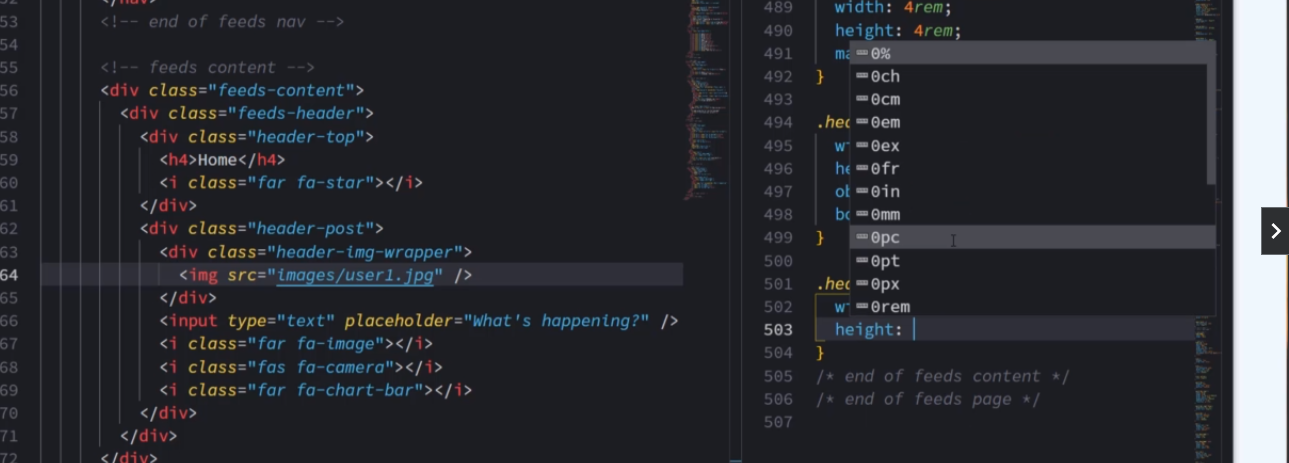 53 <!-- end of feeds nav -->
54
55 <!-- feeds content -->
56 <div class="feeds-content">
57 <div class="feeds-header">
58 <div class="header-top">
59 <h4>Home</h4>
60 <i class="far fa-star"></i>
61 </div>
62 <div class="header-post">
63 <div class="header-img-wrapper">
64 <img src="images/user1.jpg" />
65 </div>
66 <input type="text" placeholder="What's happening?" />
67 <i class="far fa-image"></i>
68 <i class="fas fa-camera"></i>
69 <i class="far fa-chart-bar"></i>
70 </div>
71 </div>
72 </div>
489 width: 4rem;
490 height: 4rem;
491 ma
492 }
493
494 .hec
495 w
496 he
497 ob
498 bo
499 }
500
501 .hec
502 w
503 height:
504 }
505 /* end of feeds content */
506 /* end of feeds page */
507
0%
0ch
0cm
0em
0ex
0fr
0in
0mm
0pc
0pt
0px
0rem